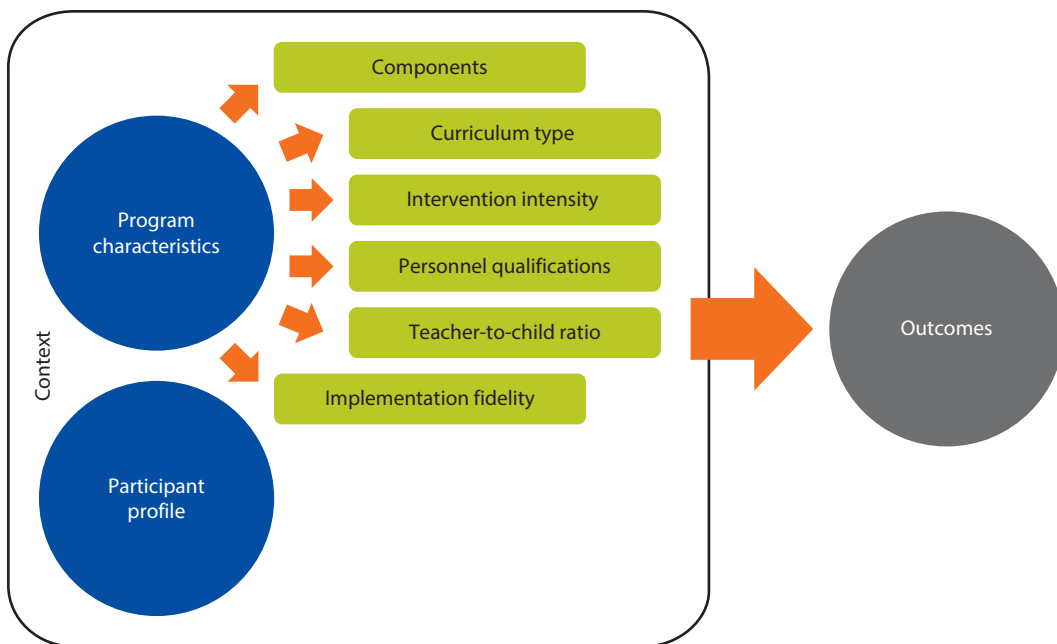 Components
Curriculum type
Intervention intensity
Program
characteristics
Personnel qualifications
Teacher-to-child ratio
Implementation fidelity
Context
Participant
profile
Outcomes